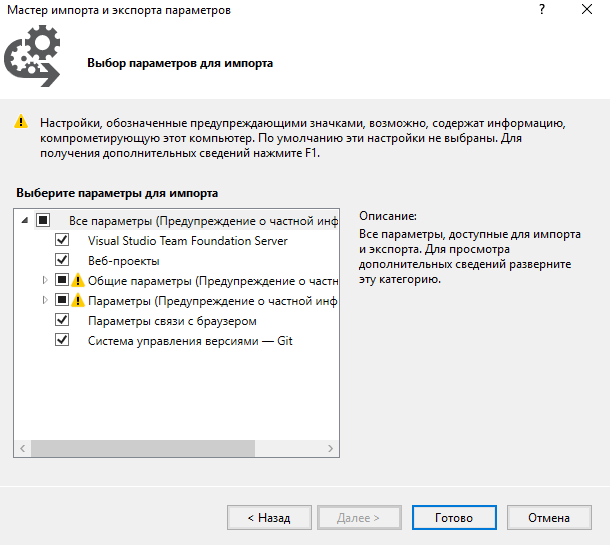 Мастер импорта и экспорта параметров
Выбор параметров для импорта
Настройки, обозначенные предупреждающими значками, возможно, содержат информацию,
компрометирующую этот компьютер. По умолчанию эти настройки не выбраны. Для
получения дополнительных сведений нажмите F1.
Выберите параметры для импорта
Все параметры (Предупреждение о частной инф
Visual Studio Team Foundation Server
Веб-проекты
Общие параметры (Предупреждение о частн
Параметры (Предупреждение о частной инф
Параметры связи с браузером
Система управления версиями — Git
Описание:
Все параметры, доступные для импорта
и экспорта. Для просмотра
дополнительных сведений разверните
эту категорию.
< Назад
Далее >
Готово
Отмена